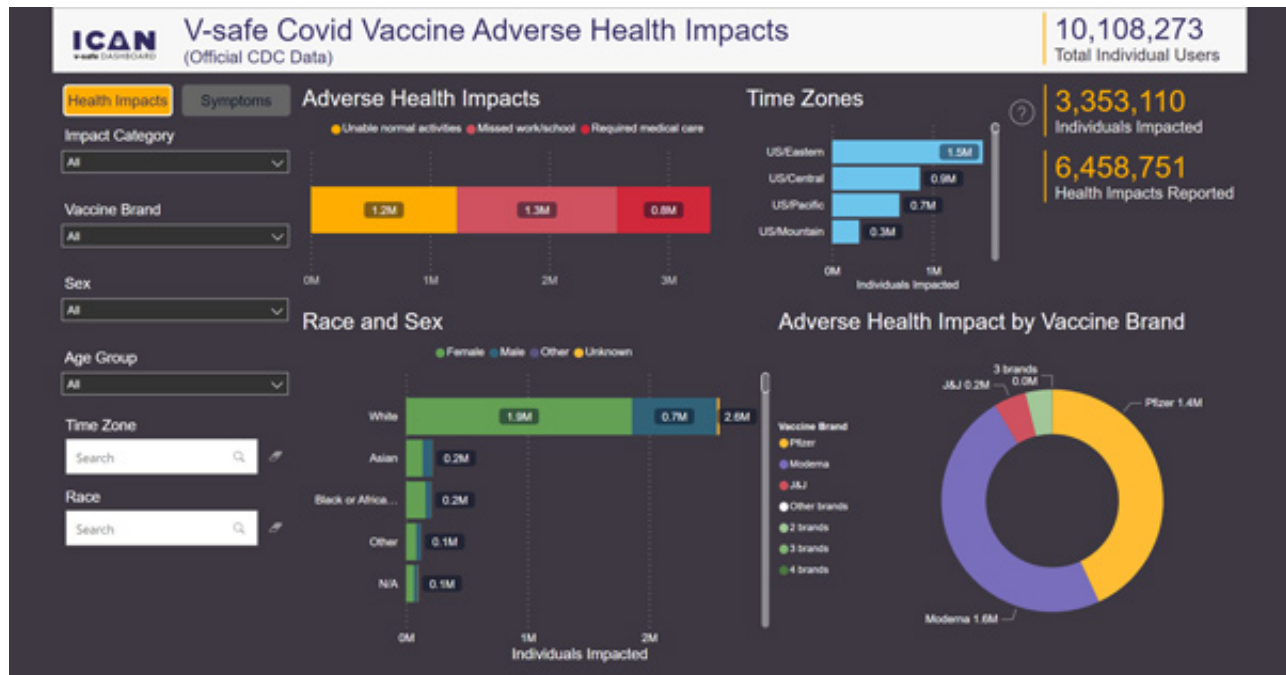 ICAN
v-safe DASHBOARD
V-safe Covid Vaccine Adverse Health Impacts
(Official CDC Data)
10,108,273
Total Individual Users
Health Impacts
Symptoms
Impact Category
All
Vaccine Brand
All
Sex
All
Age Group
All
Time Zone
Search
Race
Search
Adverse Health Impacts
Unable normal activities Missed work/school Required medical care
1.2M 1.3M 0.8M
0M 1M 2M 3M
Time Zones
?
US/Eastern 1.5M
US/Central 0.9M
US/Pacific 0.7M
US/Mountain 0.3M
0M 1M
Individuals Impacted
3,353,110
Individuals Impacted
6,458,751
Health Impacts Reported
Race and Sex
Female Male Other Unknown
White 1.9M 0.7M 2.6M
Asian 0.2M
Black or Africa... 0.2M
Other 0.1M
N/A 0.1M
0M 1M 2M
Individuals Impacted
Adverse Health Impact by Vaccine Brand
Vaccine Brand
Pfizer
Moderna
J&J
Other brands
2 brands
3 brands
4 brands
3 brands
0.0M
J&J 0.2M
Pfizer 1.4M
Moderna 1.6M